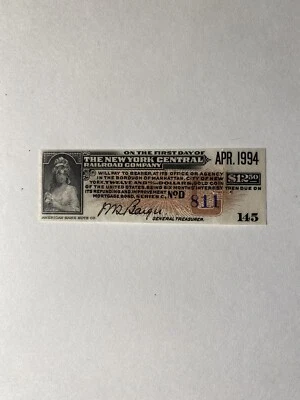 ON THE FIRST DAY OF
THE NEW YORK CENTRAL
RAILROAD COMPANY
APR. 1994
WILL PAY TO BEARER, AT ITS OFFICE OR AGENCY
IN THE BOROUGH OF MANHATTAN, CITY OF NEW
YORK, TWELVE AND 50/100 DOLLARS, GOLD COIN
OF THE UNITED STATES, BEING SIX MONTHS INTEREST THEN DUE ON
ITS REFUNDING AND IMPROVEMENT
MORTGAGE BOND, SERIES C, NO. D
$12.50
811
GENERAL TREASURER.
145
AMERICAN BANK NOTE CO.